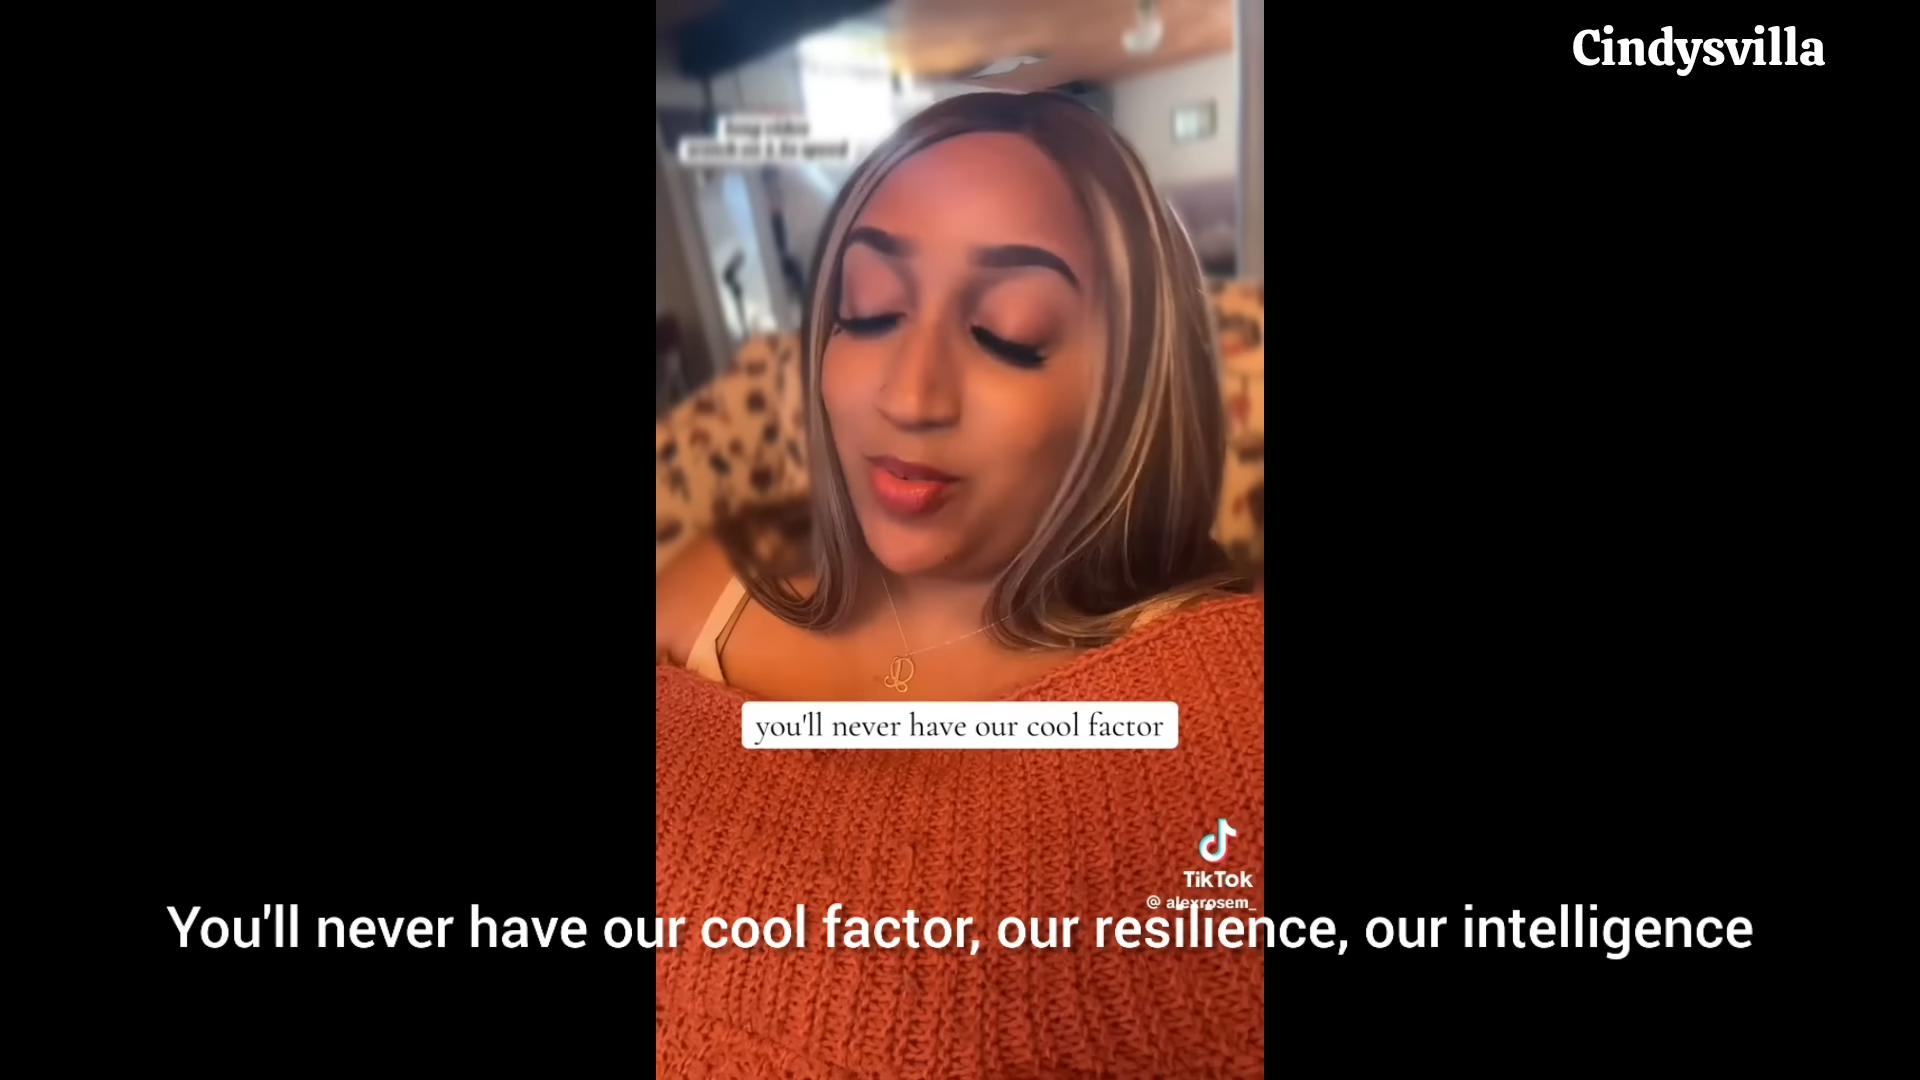 Cindysvilla
you'll never have our cool factor
TikTok
@ alexrosem_
You'll never have our cool factor, our resilience, our intelligence